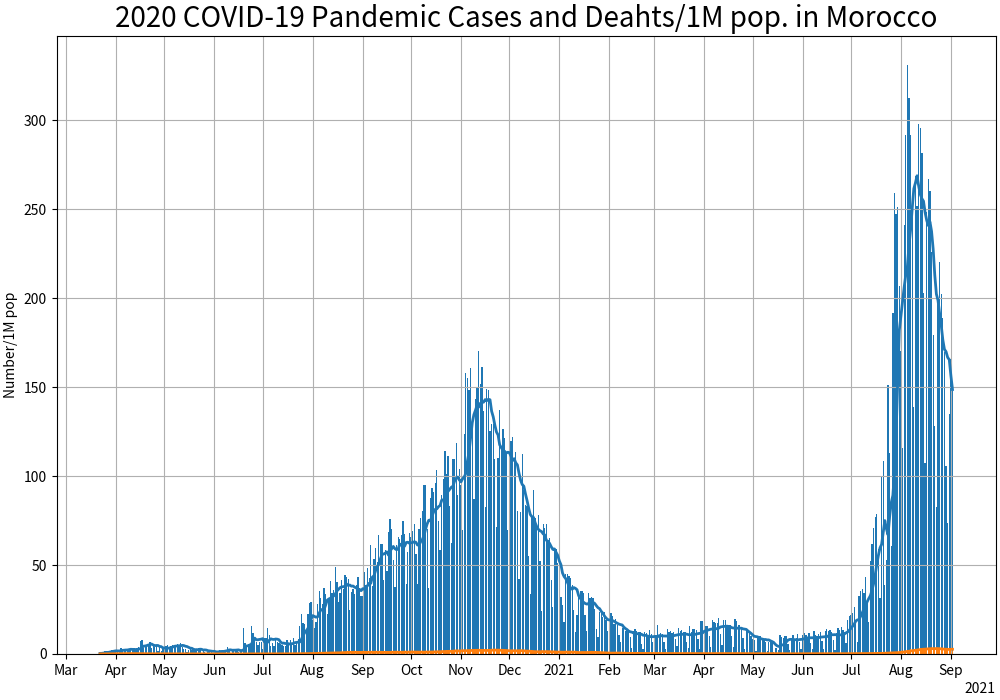 2020 COVID-19 Pandemic Cases and Deahts/1M pop. in Morocco
Number/1M pop
300
250
200
150
100
50
0
Mar Apr May Jun Jul Aug Sep Oct Nov Dec 2021 Feb Mar Apr May Jun Jul Aug Sep
2021